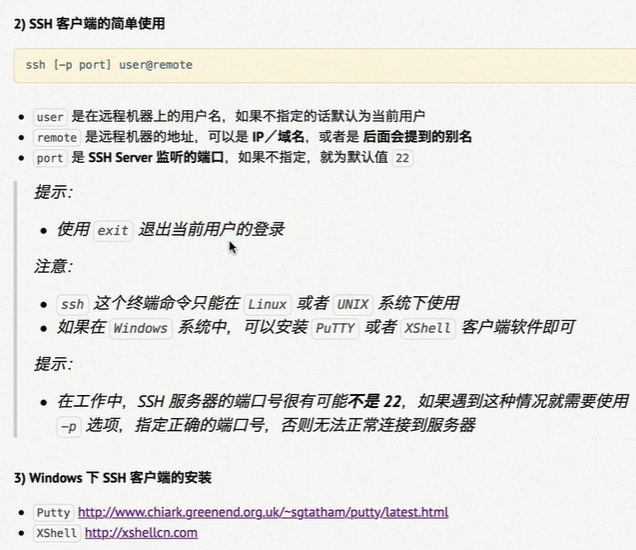 2) SSH 客户端的简单使用
ssh [-p port] user@remote
• user 是在远程机器上的用户名，如果不指定的话默认为当前用户
• remote 是远程机器的地址，可以是 IP／域名，或者是 后面会提到的别名
• port 是 SSH Server 监听的端口，如果不指定，就为默认值 22
提示：
• 使用 exit 退出当前用户的登录
注意：
• ssh 这个终端命令只能在 Linux 或者 UNIX 系统下使用
• 如果在 Windows 系统中，可以安装 PuTTY 或者 XShell 客户端软件即可
提示：
• 在工作中，SSH 服务器的端口号很有可能不是 22，如果遇到这种情况就需要使用
-p 选项，指定正确的端口号，否则无法正常连接到服务器
3) Windows 下 SSH 客户端的安装
• Putty http://www.chiark.greenend.org.uk/~sgtatham/putty/latest.html
• XShell http://xshellcn.com